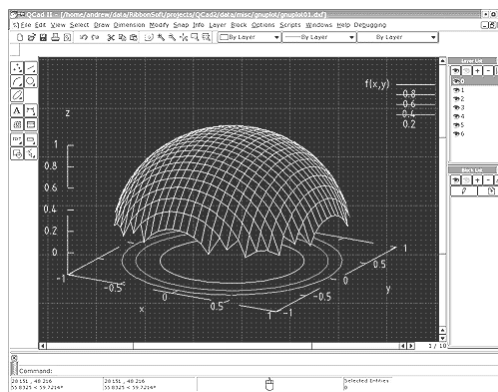 QCad II - [/home/andrew/data/RibbonSoft/projects/QCad2/data/misc/gnuplot/gnuplot01.dxf]
File Edit View Select Draw Dimension Modify Snap Info Layer Block Options Scripts Windows Help Debugging
By Layer By Layer By Layer
Layer List
0
1
2
3
4
5
6
Block List
f(x,y)
0.8
0.6
0.4
0.2
z
1
0.8
0.6
0.4
0.2
0
-1
-0.5
0
0.5
1
x
-1
-0.5
0
0.5
1
y
1 / 10
Command:
Selected Entities
0